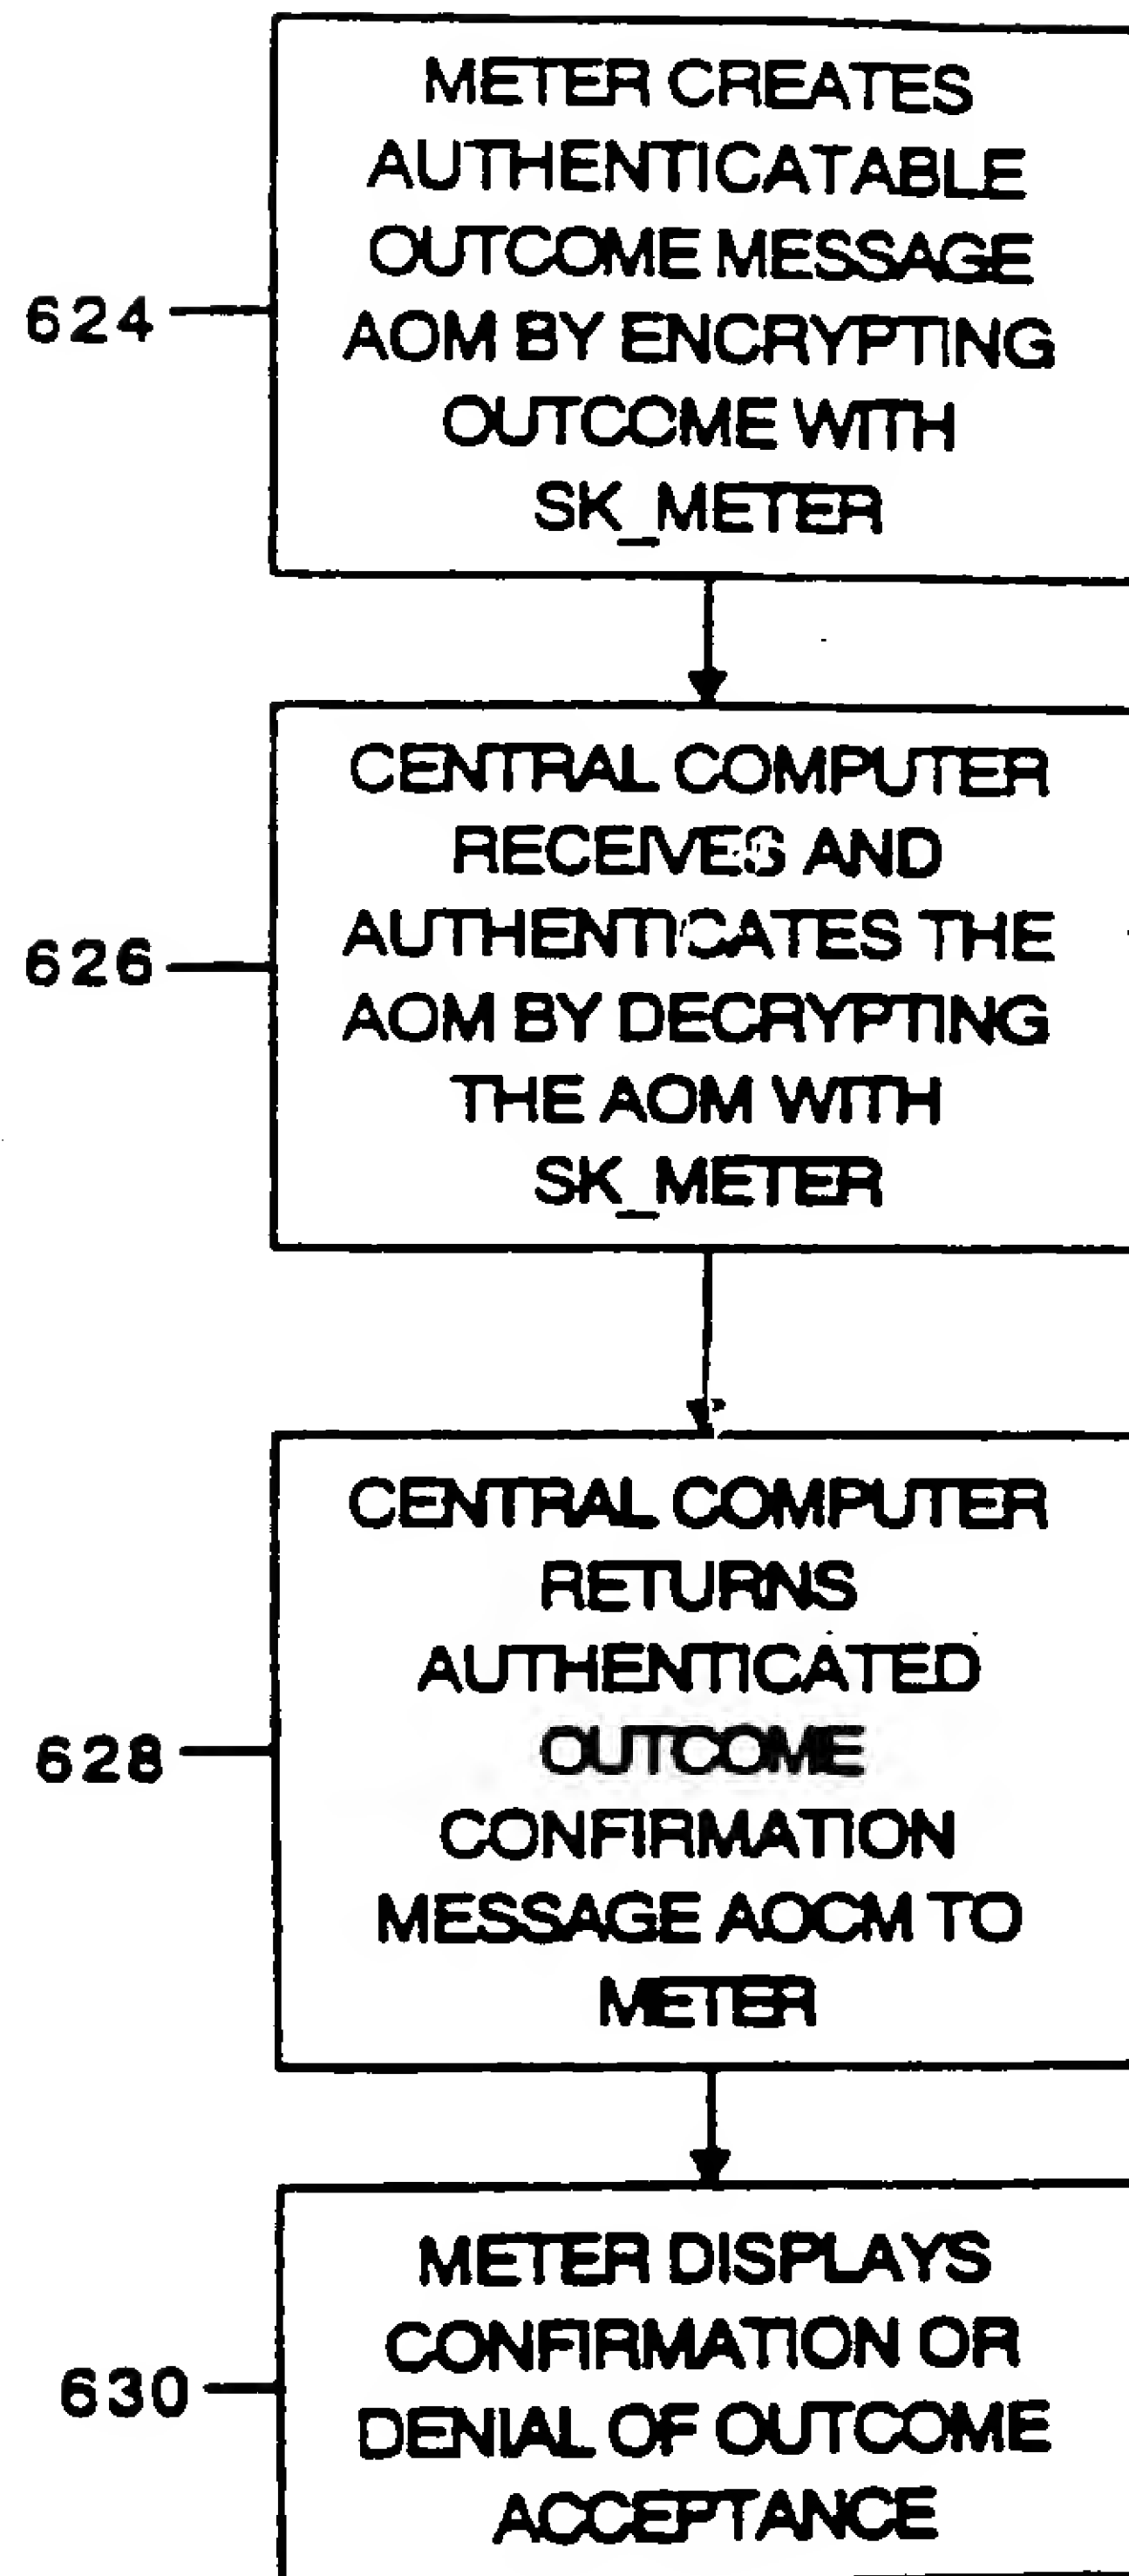 METER CREATES
AUTHENTICATABLE
OUTCOME MESSAGE
624
AOM BY ENCRYPTING
OUTCOME WITH
SK_METER
CENTRAL COMPUTER
RECEIVES AND
AUTHENTICATES THE
626
AOM BY DECRYPTING
THE AOM WITH
SK_METER
CENTRAL COMPUTER
RETURNS
AUTHENTICATED
OUTCOME
628
CONFIRMATION
MESSAGE AOCM TO
METER
METER DISPLAYS
CONFIRMATION OR
630
DENIAL OF OUTCOME
ACCEPTANCE